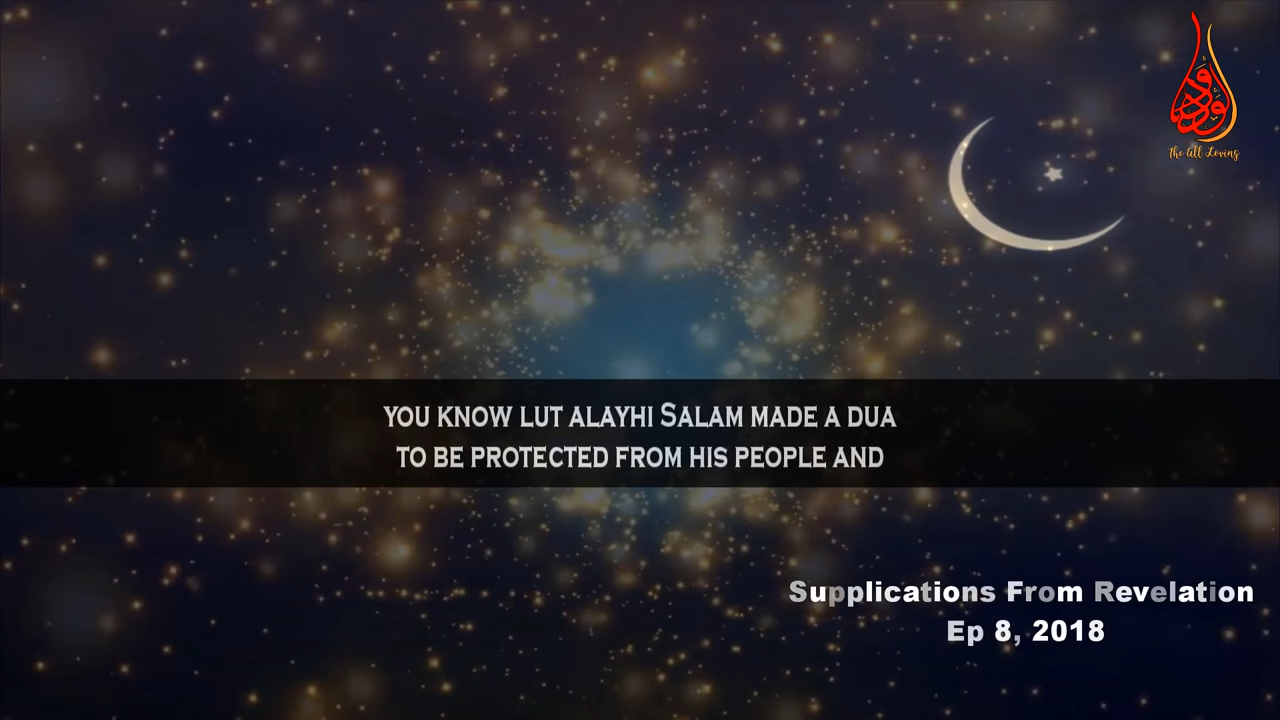 الودود
The All Loving
YOU KNOW LUT ALAYHI SALAM MADE A DUA
TO BE PROTECTED FROM HIS PEOPLE AND
Supplications From Revelation
Ep 8, 2018